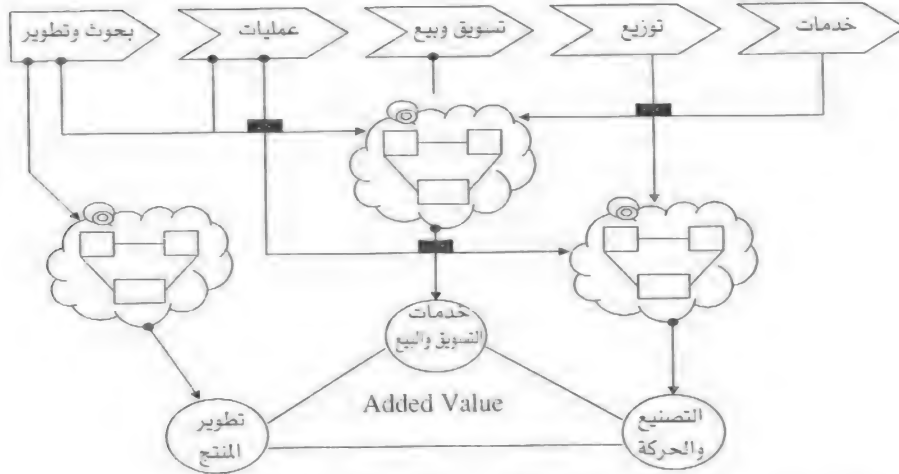 خدمات
توزيع
تسويق وبيع
عمليات
بحوث وتطوير
خدمات
التسويق والبيع
Added Value
التصنيع
والحركة
تطوير
المنتج